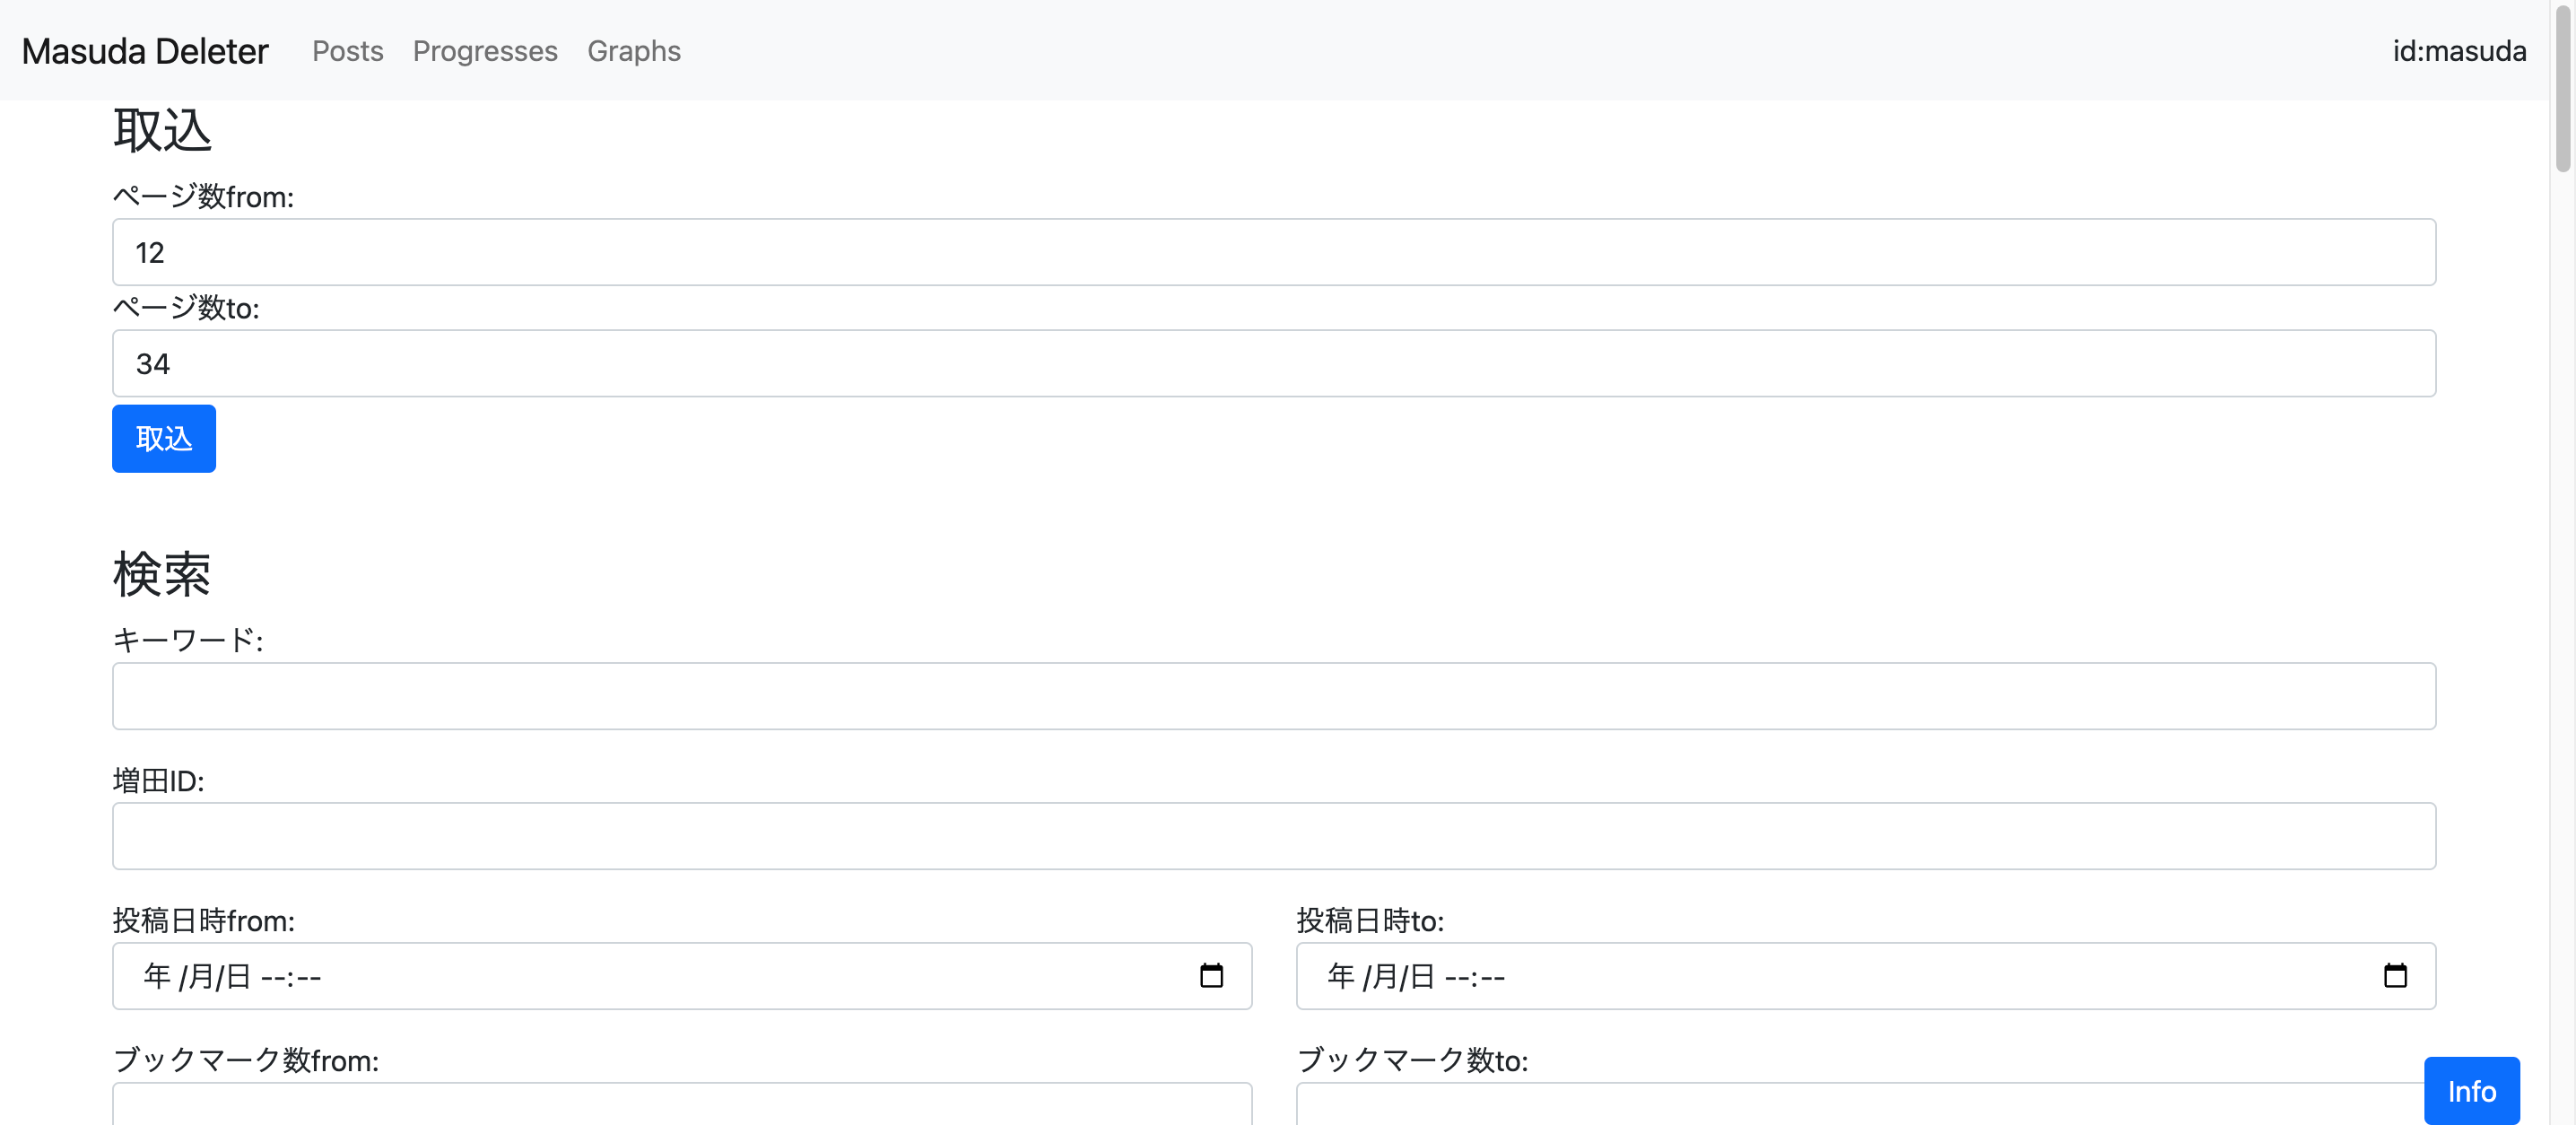 Masuda Deleter Posts Progresses Graphs id:masuda
取込
ページ数from:
12
ページ数to:
34
取込
検索
キーワード:
増田ID:
投稿日時from: 投稿日時to:
年 /月/日 --:-- 年 /月/日 --:--
ブックマーク数from: ブックマーク数to:
Info